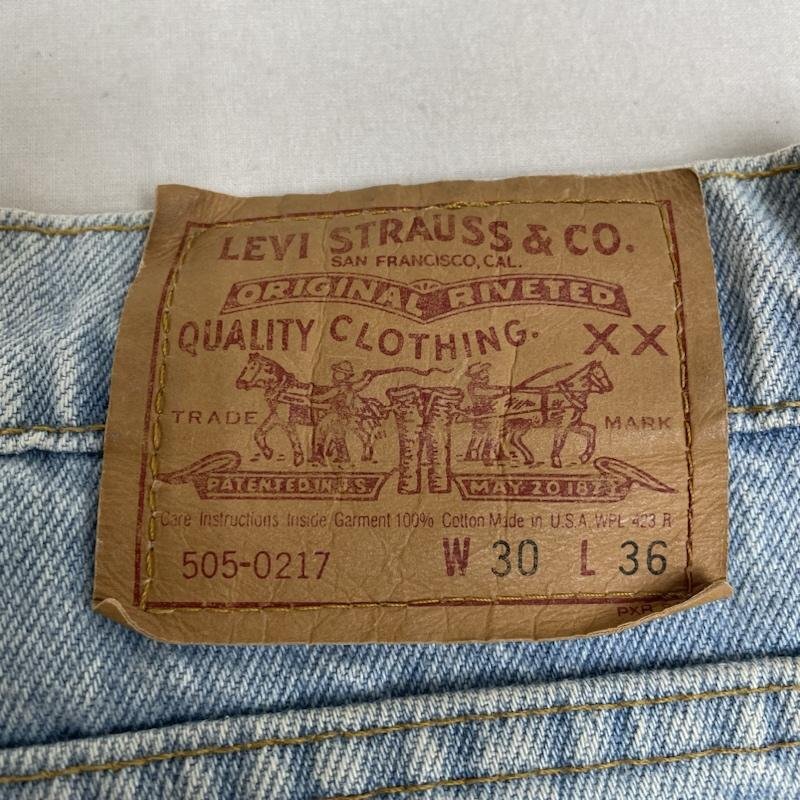 LEVI STRAUSS & CO.
SAN FRANCISCO, CAL.
ORIGINAL RIVETED
QUALITY CLOTHING. XX
TRADE MARK
PATENTED IN U.S. MAY 20 1873
Care Instructions Inside Garment 100% Cotton Made in U.S.A. WPL 423 R
505-0217 W 30 L 36